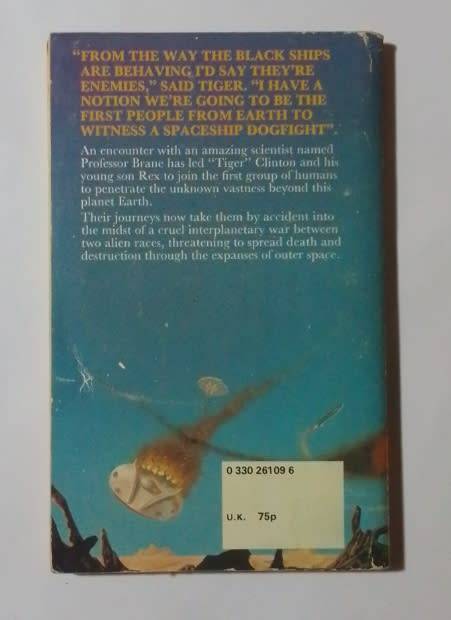 “FROM THE WAY THE BLACK SHIPS
ARE BEHAVING I'D SAY THEY'RE
ENEMIES,” SAID TIGER. “I HAVE A
NOTION WE'RE GOING TO BE THE
FIRST PEOPLE FROM EARTH TO
WITNESS A SPACESHIP DOGFIGHT”.
An encounter with an amazing scientist named
Professor Brane has led “Tiger” Clinton and his
young son Rex to join the first group of humans
to penetrate the unknown vastness beyond this
planet Earth.
Their journeys now take them by accident into
the midst of a cruel interplanetary war between
two alien races, threatening to spread death and
destruction through the expanses of outer space.
0 330 26109 6
U.K. 75p